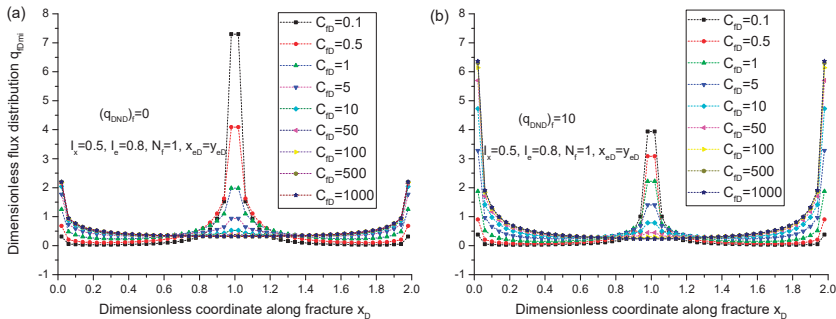 (a)
Dimensionless flux distribution q_fDmi
8
7
6
5
4
3
2
1
0
-1
(q_DND)_f=0
I_x=0.5, I_e=0.8, N_f=1, x_eD=y_eD
C_fD=0.1
C_fD=0.5
C_fD=1
C_fD=5
C_fD=10
C_fD=50
C_fD=100
C_fD=500
C_fD=1000
0.0 0.2 0.4 0.6 0.8 1.0 1.2 1.4 1.6 1.8 2.0
Dimensionless coordinate along fracture x_D
(b)
8
7
6
5
4
3
2
1
0
-1
(q_DND)_f=10
I_x=0.5, I_e=0.8, N_f=1, x_eD=y_eD
C_fD=0.1
C_fD=0.5
C_fD=1
C_fD=5
C_fD=10
C_fD=50
C_fD=100
C_fD=500
C_fD=1000
0.0 0.2 0.4 0.6 0.8 1.0 1.2 1.4 1.6 1.8 2.0
Dimensionless coordinate along fracture x_D